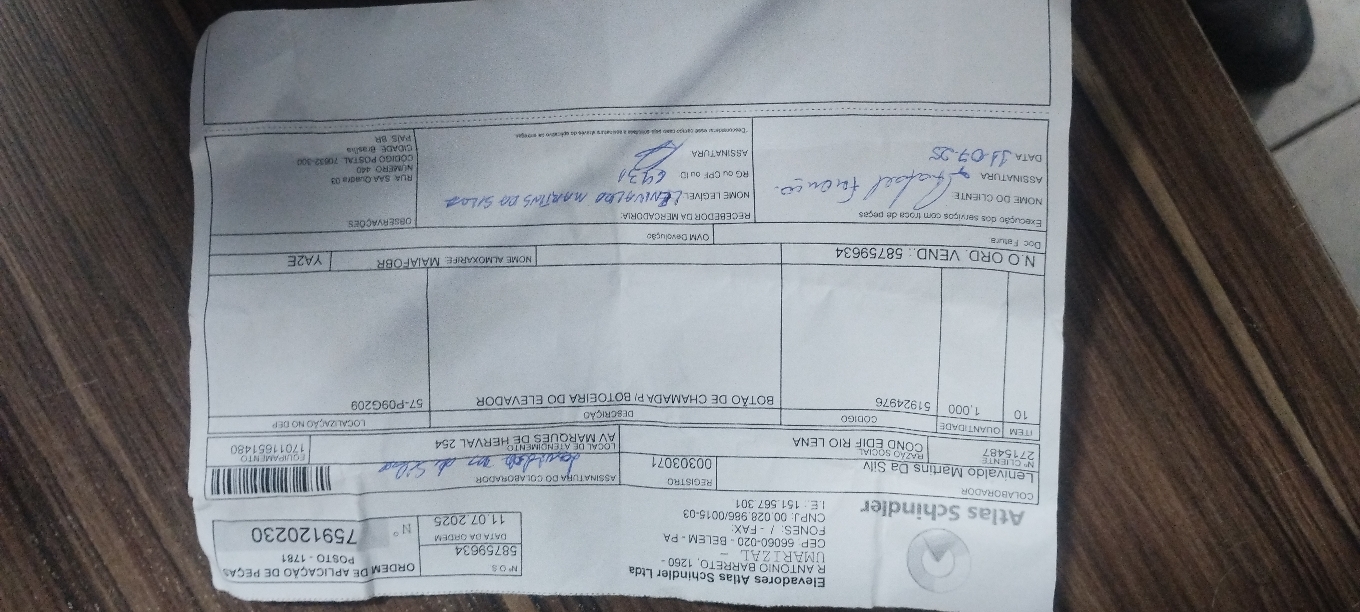 Atlas Schindler
Elevadores Atlas Schindler Ltda
R ANTONIO BARRETO, 1260 -
UMARIZAL -
CEP: 66060-020 - BELEM - PA
FONES: / - FAX:
CNPJ: 00.028.986/0015-03
I.E : 151.567.301
Nº O.S
58759634
DATA DA ORDEM
11.07.2025
ORDEM DE APLICAÇÃO DE PEÇAS
POSTO - 1781
Nº 759120230
COLABORADOR
Lenivaldo Martins Da Silv
REGISTRO
00303071
ASSINATURA DO COLABORADOR
Nº CLIENTE
2715487
RAZÃO SOCIAL
COND EDIF RIO LENA
LOCAL DE ATENDIMENTO
AV MARQUES DE HERVAL 254
EQUIPAMENTO
17011651480
ITEM QUANTIDADE CODIGO DESCRIÇÃO LOCALIZAÇÃO NO DEP
10 1,000 51924976 BOTÃO DE CHAMADA P/ BOTOEIRA DO ELEVADOR 57-P09G209
N.O ORD. VEND.: 58759634
NOME ALMOXARIFE: MAIAFOBR YA2E
Doc Fatura
OVM Devolução
Execução dos serviços com troca de peças
NOME DO CLIENTE
ASSINATURA
DATA 11-07-25
RECEBEDOR DA MERCADORIA:
NOME LEGÍVEL LENIVALDO MARTINS DA SILVA
RG ou CPF ou ID 6931
ASSINATURA
OBSERVAÇÕES
RUA: SAA Quadra 03
NUMERO: 440
CODIGO POSTAL: 70632-300
CIDADE: Brasilia
PAIS: BR